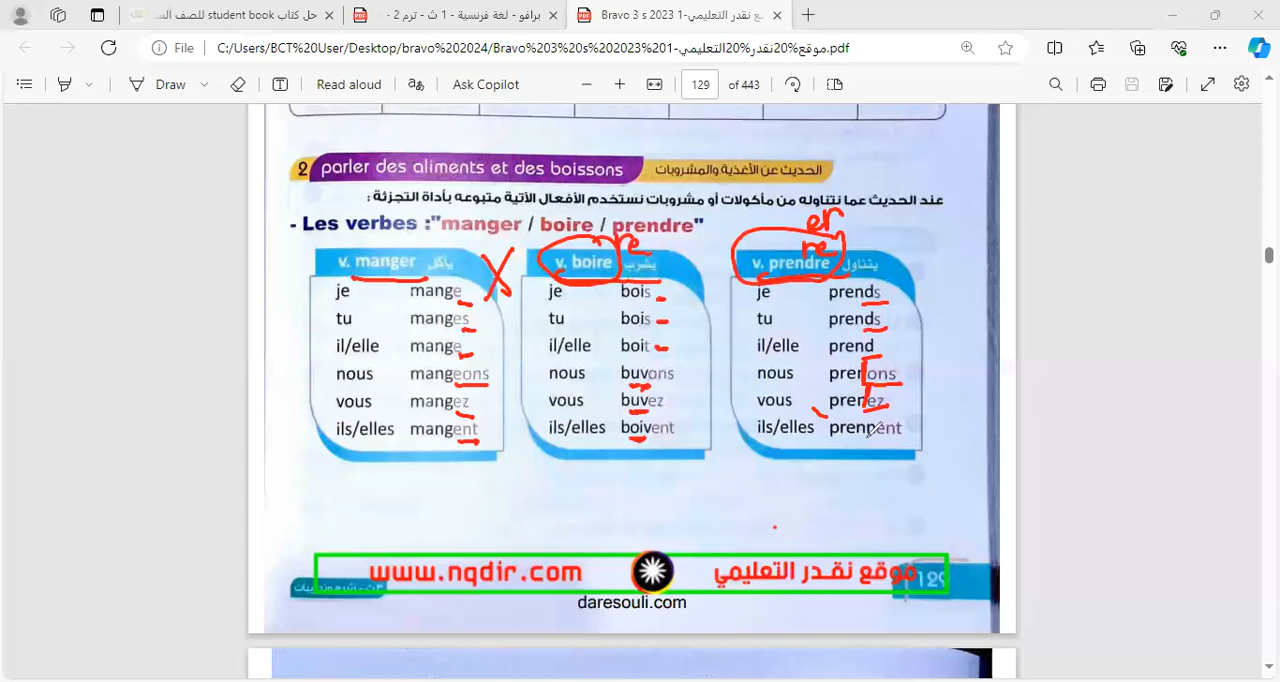 حل كتاب student book للصف الس
برافو - لغة فرنسية - 1 ث - ترم 2 -
Bravo 3 s 2023 1-ع نقدر التعليمي.pdf
File C:/Users/BCT%20User/Desktop/bravo%202024/Bravo%203%20s%202023%201-موقع%20نقدر%20التعليمي.pdf
Draw Read aloud aあ Ask Copilot 129 of 443
2 parler des aliments et des boissons الحديث عن الأغذية والمشروبات
عند الحديث عما نتناوله من مأكولات أو مشروبات نستخدم الأفعال الآتية متبوعه بأداة التجزئة :
- Les verbes :"manger / boire / prendre"
er
re
re
X
v. manger يأكل
je mange
tu manges
il/elle mange
nous mangeons
vous mangez
ils/elles mangent
v. boire يشرب
je bois
tu bois
il/elle boit
nous buvons
vous buvez
ils/elles boivent
v. prendre يتناول
je prends
tu prends
il/elle prend
nous prenons
vous prenez
ils/elles prennent
www.nqdir.com موقع نقدر التعليمي
129
daresouli.com